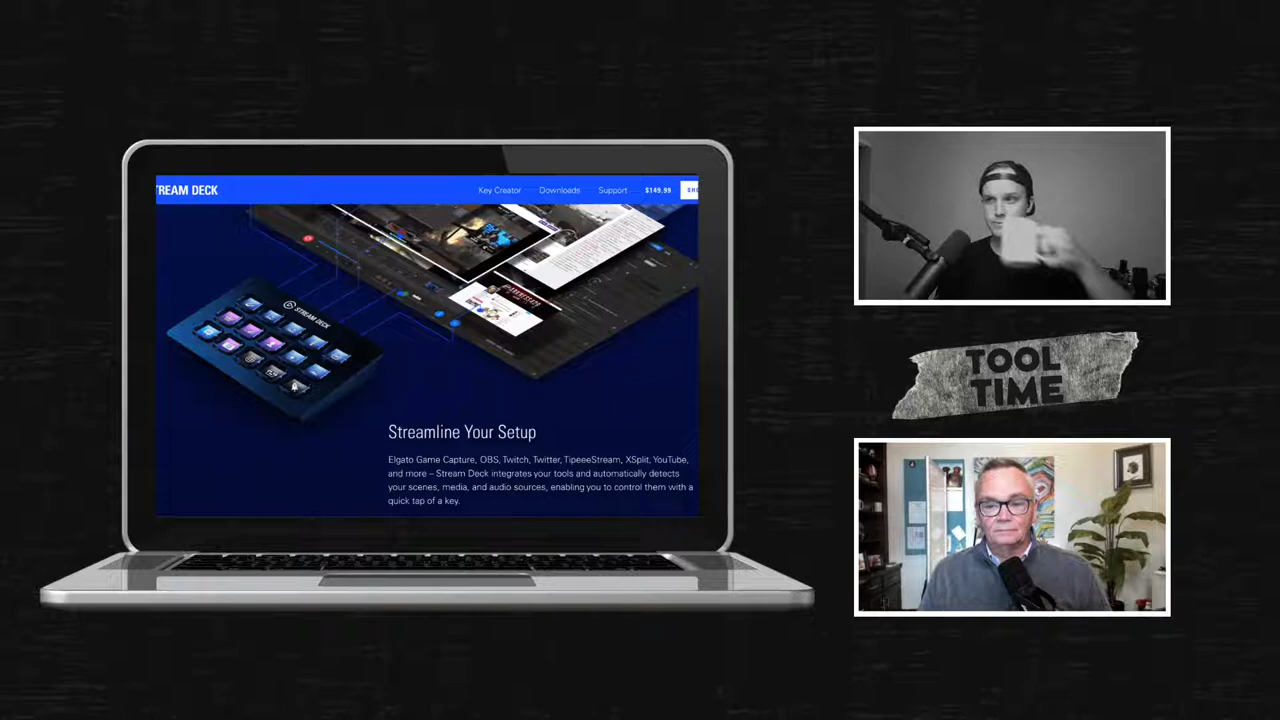 TREAM DECK
Key Creator
Downloads
Support
$149.99
STREAM DECK
Streamline Your Setup
Elgato Game Capture, OBS, Twitch, Twitter, TipeeeStream, XSplit, YouTube,
and more – Stream Deck integrates your tools and automatically detects
your scenes, media, and audio sources, enabling you to control them with a
quick tap of a key.
TOOL
TIME